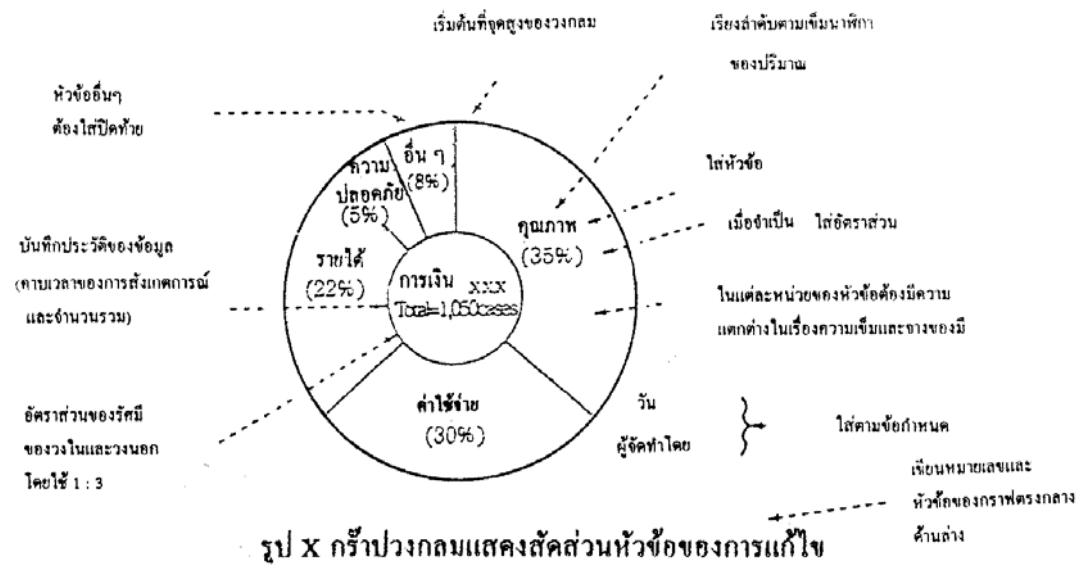 เริ่มต้นที่จุดสูงของวงกลม
เรียงลำดับตามเข็มนาฬิกา
ของปริมาณ
หัวข้ออื่นๆ
ต้องใส่ปิดท้าย
อื่น ๆ
(8%)
ความ
ปลอดภัย
(5%)
ใส่หัวข้อ
คุณภาพ
(35%)
เมื่อจำเป็น ใส่อัตราส่วน
บันทึกประวัติของข้อมูล
(คาบเวลาของการสังเกตการณ์
และจำนวนรวม)
รายได้
(22%)
การเงิน xxx
Total=1,050cases
ในแต่ละหน่วยของหัวข้อต้องมีความ
แตกต่างในเรื่องความเข้มและจางของมี
อัตราส่วนของรัศมี
ของวงในและวงนอก
โดยใช้ 1 : 3
ค่าใช้จ่าย
(30%)
วัน
ผู้จัดทำโดย
ใส่ตามข้อกำหนด
เขียนหมายเลขและ
หัวข้อของกราฟตรงกลาง
ด้านล่าง
รูป X กร๊าปวงกลมแสดงสัดส่วนหัวข้อของการแก้ไข